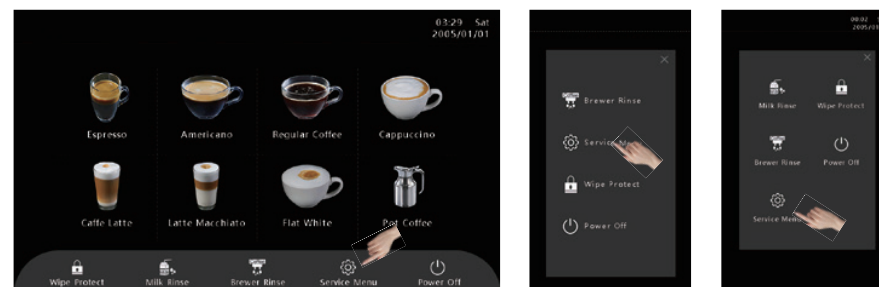 03:29 Sat
2005/01/01
Espresso
Americano
Regular Coffee
Cappuccino
Caffe Latte
Latte Macchiato
Flat White
Pot Coffee
Wipe Protect
Milk Rinse
Brewer Rinse
Service Menu
Power Off
Brewer Rinse
Service
Wipe Protect
Power Off
00:02
Milk Rinse
Wipe Protect
Brewer Rinse
Power Off
Service Menu